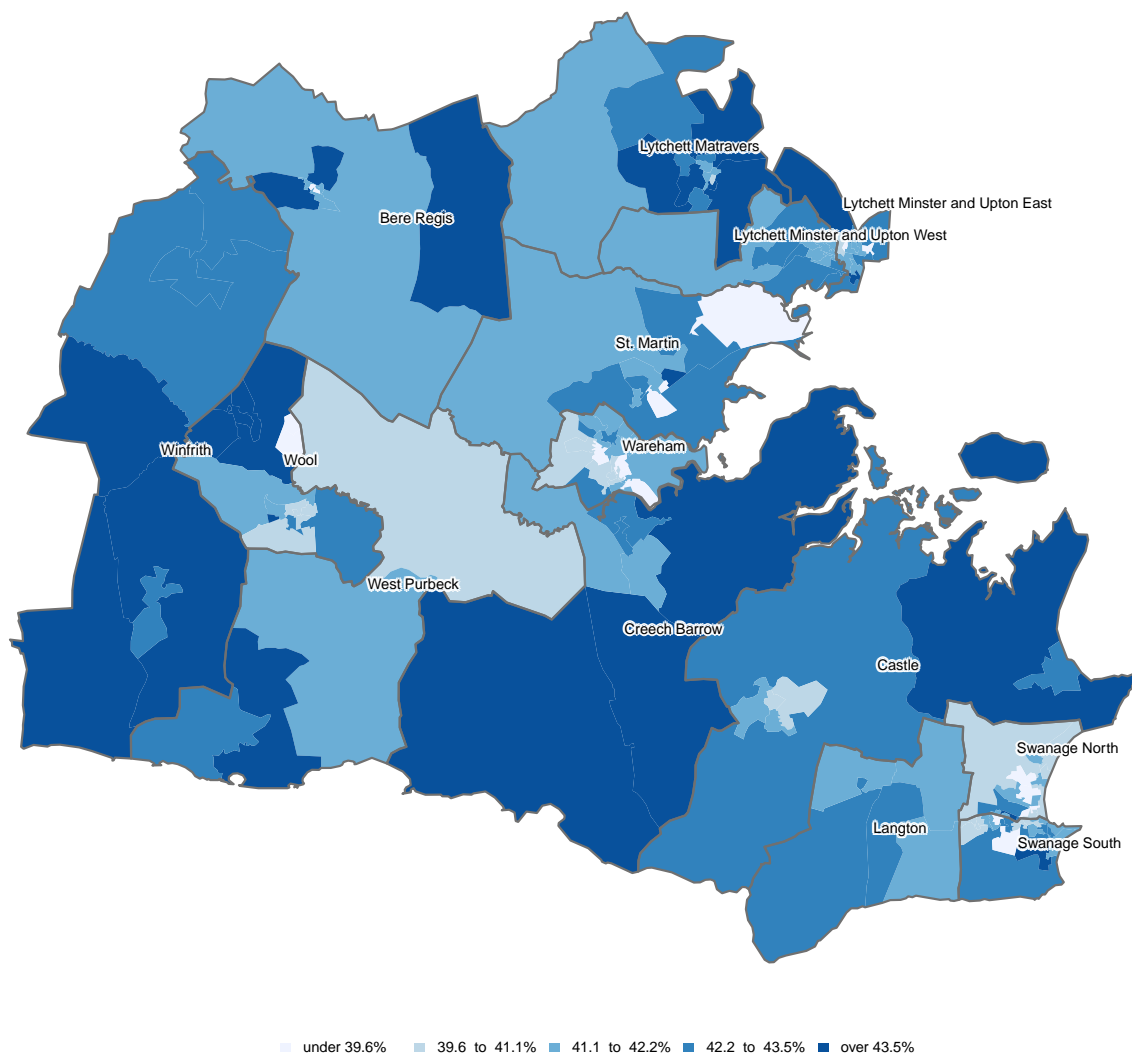 Lytchett Matravers
Lytchett Minster and Upton East
Bere Regis
Lytchett Minster and Upton West
St. Martin
Wareham
Winfrith
Wool
West Purbeck
Creech Barrow
Castle
Swanage North
Langton
Swanage South
under 39.6% 39.6 to 41.1% 41.1 to 42.2% 42.2 to 43.5% over 43.5%